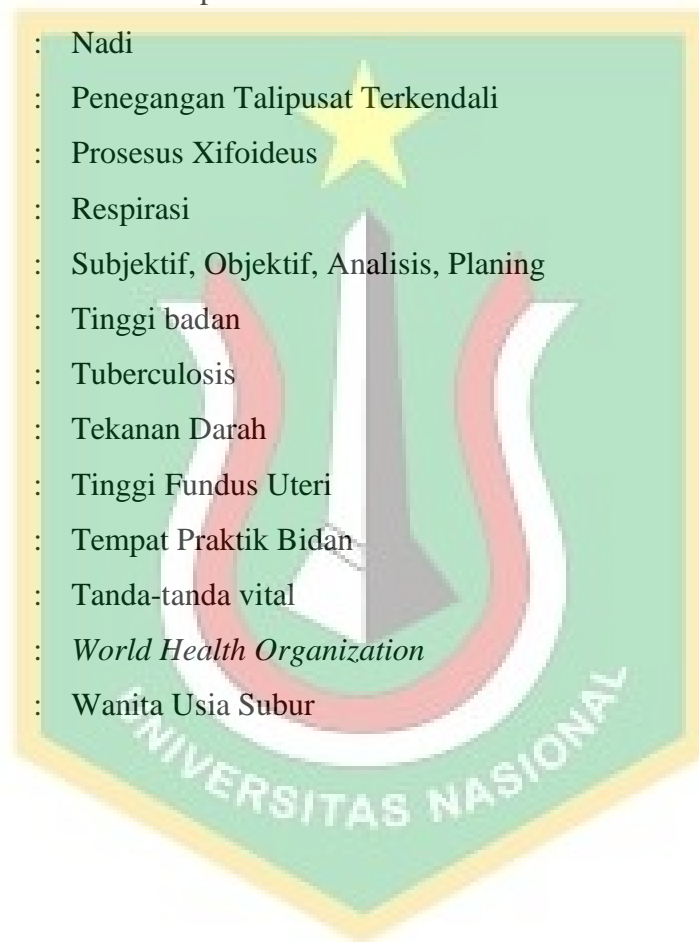 : Nadi
: Penegangan Talipusat Terkendali
: Prosesus Xifoideus
: Respirasi
: Subjektif, Objektif, Analisis, Planing
: Tinggi badan
: Tuberculosis
: Tekanan Darah
: Tinggi Fundus Uteri
: Tempat Praktik Bidan
: Tanda-tanda vital
: World Health Organization
: Wanita Usia Subur
UNIVERSITAS NASIONAL